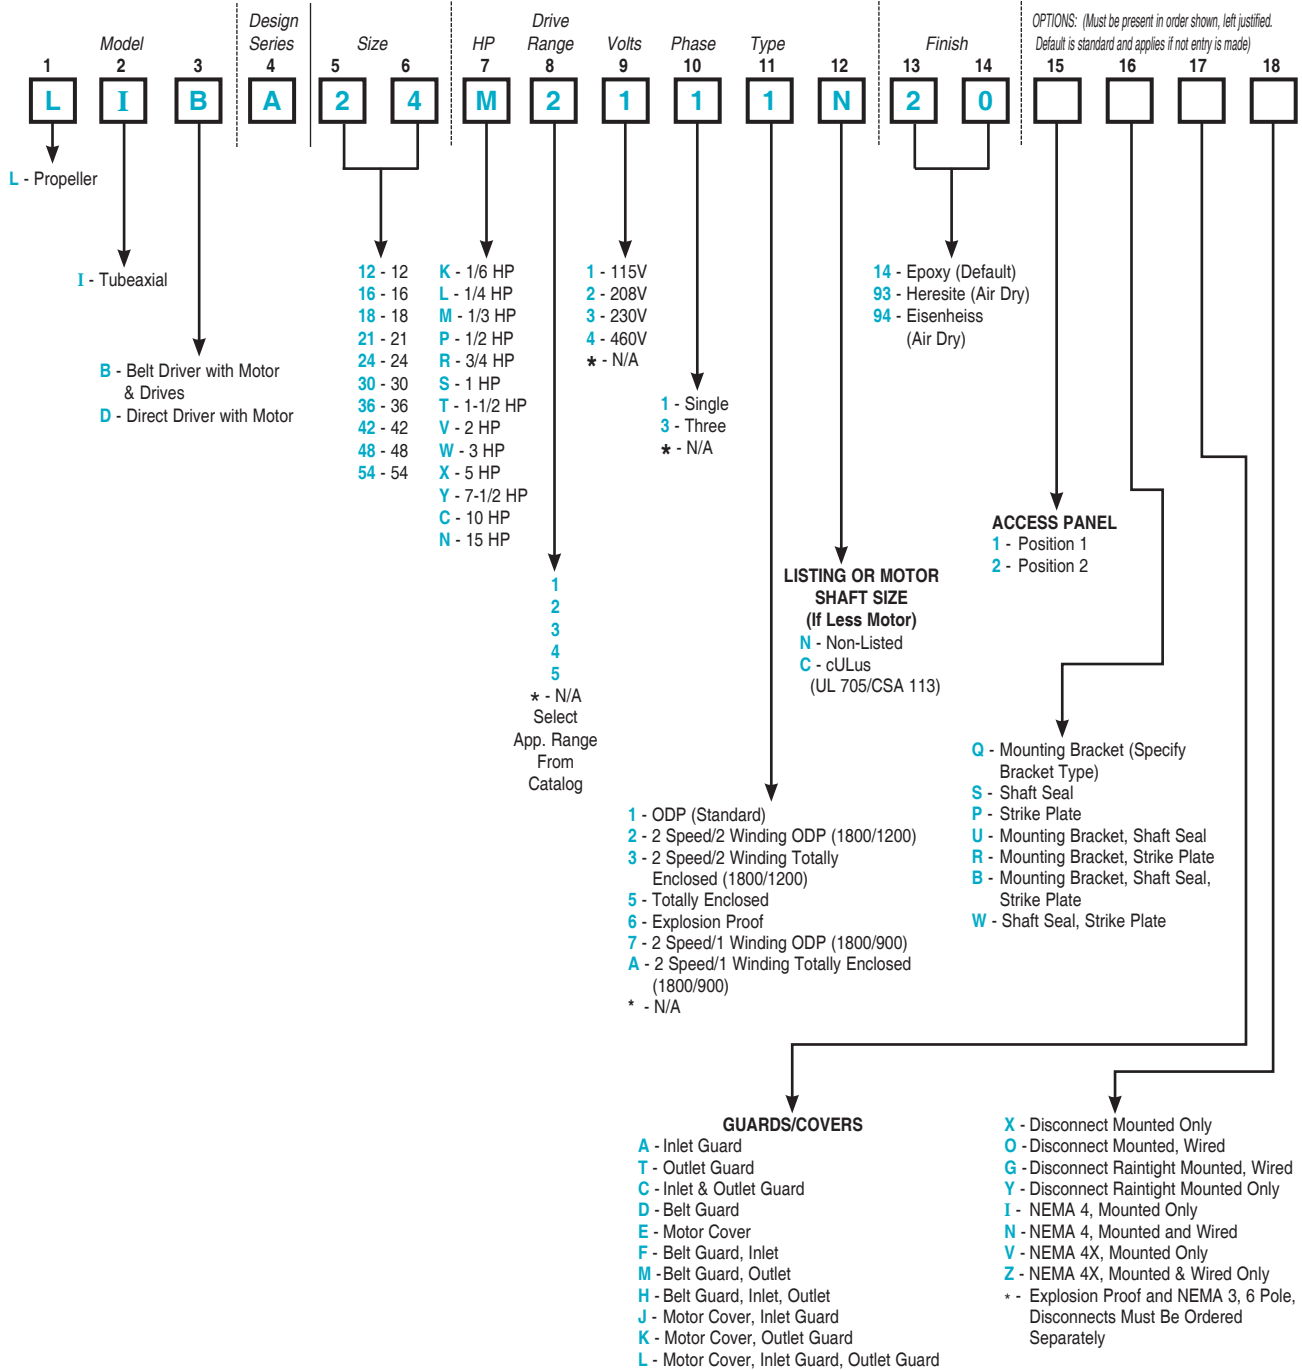 Model
Design
Series
Size
HP
Drive
Range
Volts
Phase
Type
Finish
OPTIONS: (Must be present in order shown, left justified.
Default is standard and applies if not entry is made)
1 2 3 4 5 6 7 8 9 10 11 12 13 14 15 16 17 18
L I B A 2 4 M 2 1 1 1 N 2 0
L - Propeller
I - Tubeaxial
B - Belt Driver with Motor
& Drives
D - Direct Driver with Motor
12 - 12
16 - 16
18 - 18
21 - 21
24 - 24
30 - 30
36 - 36
42 - 42
48 - 48
54 - 54
K - 1/6 HP
L - 1/4 HP
M - 1/3 HP
P - 1/2 HP
R - 3/4 HP
S - 1 HP
T - 1-1/2 HP
V - 2 HP
W - 3 HP
X - 5 HP
Y - 7-1/2 HP
C - 10 HP
N - 15 HP
1
2
3
4
5
* - N/A
Select
App. Range
From
Catalog
1 - 115V
2 - 208V
3 - 230V
4 - 460V
* - N/A
1 - Single
3 - Three
* - N/A
1 - ODP (Standard)
2 - 2 Speed/2 Winding ODP (1800/1200)
3 - 2 Speed/2 Winding Totally
Enclosed (1800/1200)
5 - Totally Enclosed
6 - Explosion Proof
7 - 2 Speed/1 Winding ODP (1800/900)
A - 2 Speed/1 Winding Totally Enclosed
(1800/900)
* - N/A
LISTING OR MOTOR
SHAFT SIZE
(If Less Motor)
N - Non-Listed
C - cULus
(UL 705/CSA 113)
14 - Epoxy (Default)
93 - Heresite (Air Dry)
94 - Eisenheiss
(Air Dry)
ACCESS PANEL
1 - Position 1
2 - Position 2
Q - Mounting Bracket (Specify
Bracket Type)
S - Shaft Seal
P - Strike Plate
U - Mounting Bracket, Shaft Seal
R - Mounting Bracket, Strike Plate
B - Mounting Bracket, Shaft Seal,
Strike Plate
W - Shaft Seal, Strike Plate
GUARDS/COVERS
A - Inlet Guard
T - Outlet Guard
C - Inlet & Outlet Guard
D - Belt Guard
E - Motor Cover
F - Belt Guard, Inlet
M - Belt Guard, Outlet
H - Belt Guard, Inlet, Outlet
J - Motor Cover, Inlet Guard
K - Motor Cover, Outlet Guard
L - Motor Cover, Inlet Guard, Outlet Guard
X - Disconnect Mounted Only
O - Disconnect Mounted, Wired
G - Disconnect Raintight Mounted, Wired
Y - Disconnect Raintight Mounted Only
I - NEMA 4, Mounted Only
N - NEMA 4, Mounted and Wired
V - NEMA 4X, Mounted Only
Z - NEMA 4X, Mounted & Wired Only
* - Explosion Proof and NEMA 3, 6 Pole,
Disconnects Must Be Ordered
Separately